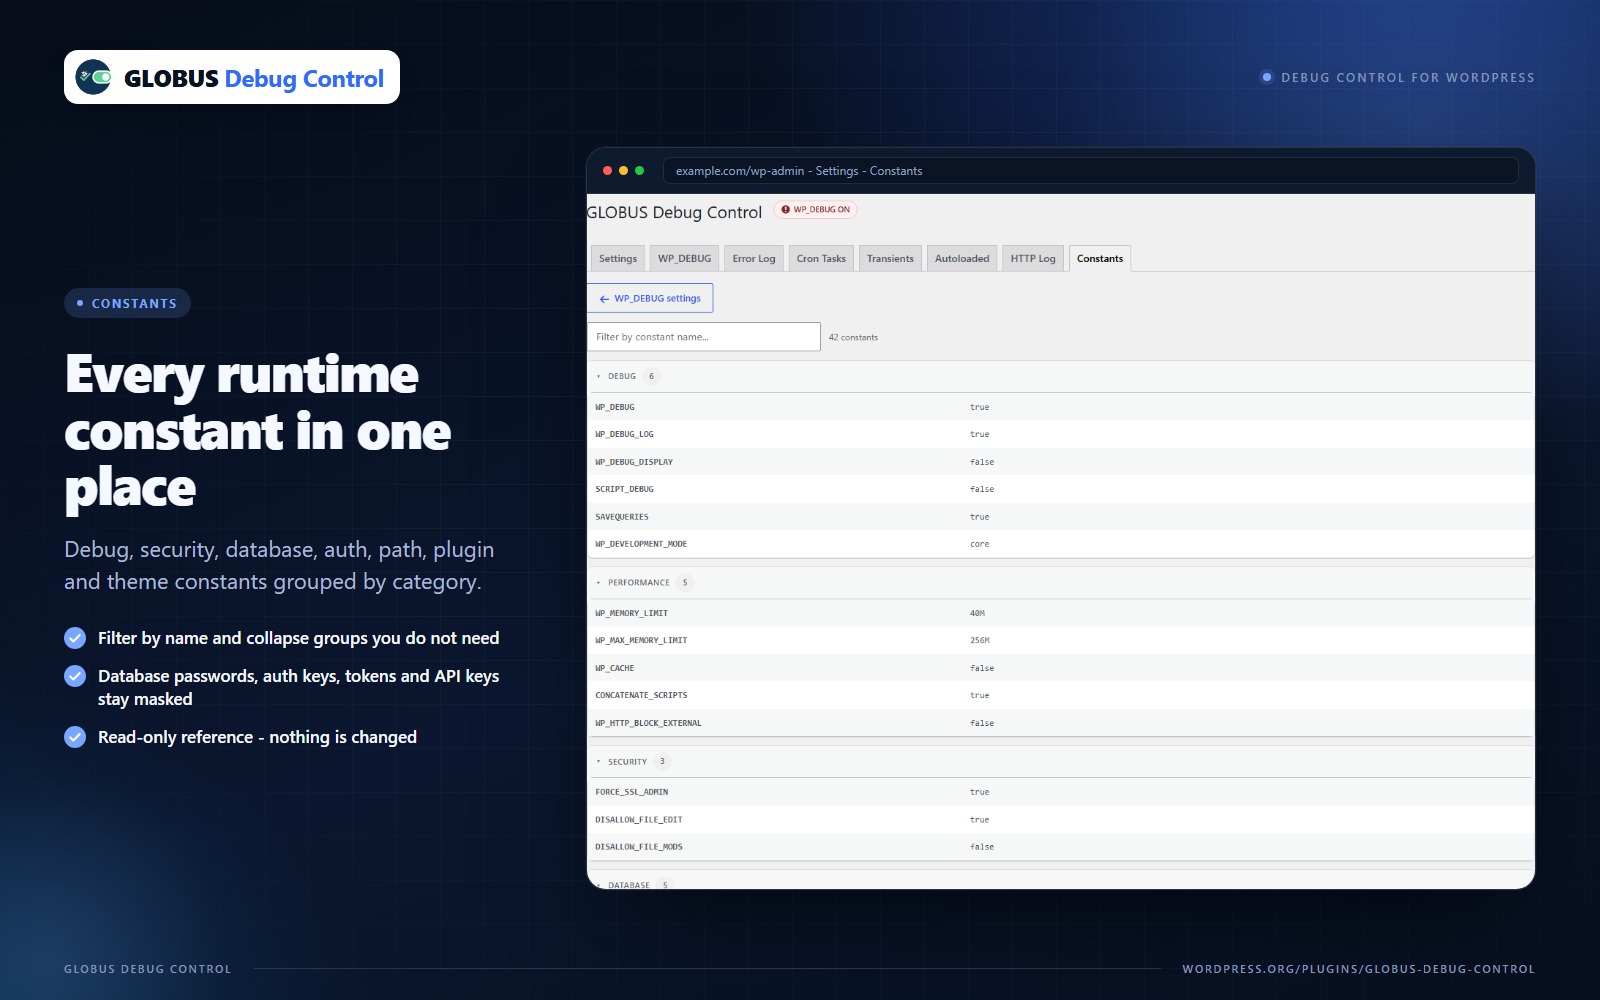 GLOBUS Debug Control
DEBUG CONTROL FOR WORDPRESS
CONSTANTS
Every runtime
constant in one
place
Debug, security, database, auth, path, plugin
and theme constants grouped by category.
Filter by name and collapse groups you do not need
Database passwords, auth keys, tokens and API keys
stay masked
Read-only reference - nothing is changed
example.com/wp-admin - Settings - Constants
GLOBUS Debug Control WP_DEBUG ON
Settings WP_DEBUG Error Log Cron Tasks Transients Autoloaded HTTP Log Constants
← WP_DEBUG settings
Filter by constant name... 42 constants
DEBUG 6
WP_DEBUG true
WP_DEBUG_LOG true
WP_DEBUG_DISPLAY false
SCRIPT_DEBUG false
SAVEQUERIES true
WP_DEVELOPMENT_MODE core
PERFORMANCE 5
WP_MEMORY_LIMIT 40M
WP_MAX_MEMORY_LIMIT 256M
WP_CACHE false
CONCATENATE_SCRIPTS true
WP_HTTP_BLOCK_EXTERNAL false
SECURITY 3
FORCE_SSL_ADMIN true
DISALLOW_FILE_EDIT true
DISALLOW_FILE_MODS false
DATABASE 5
GLOBUS DEBUG CONTROL
WORDPRESS.ORG/PLUGINS/GLOBUS-DEBUG-CONTROL